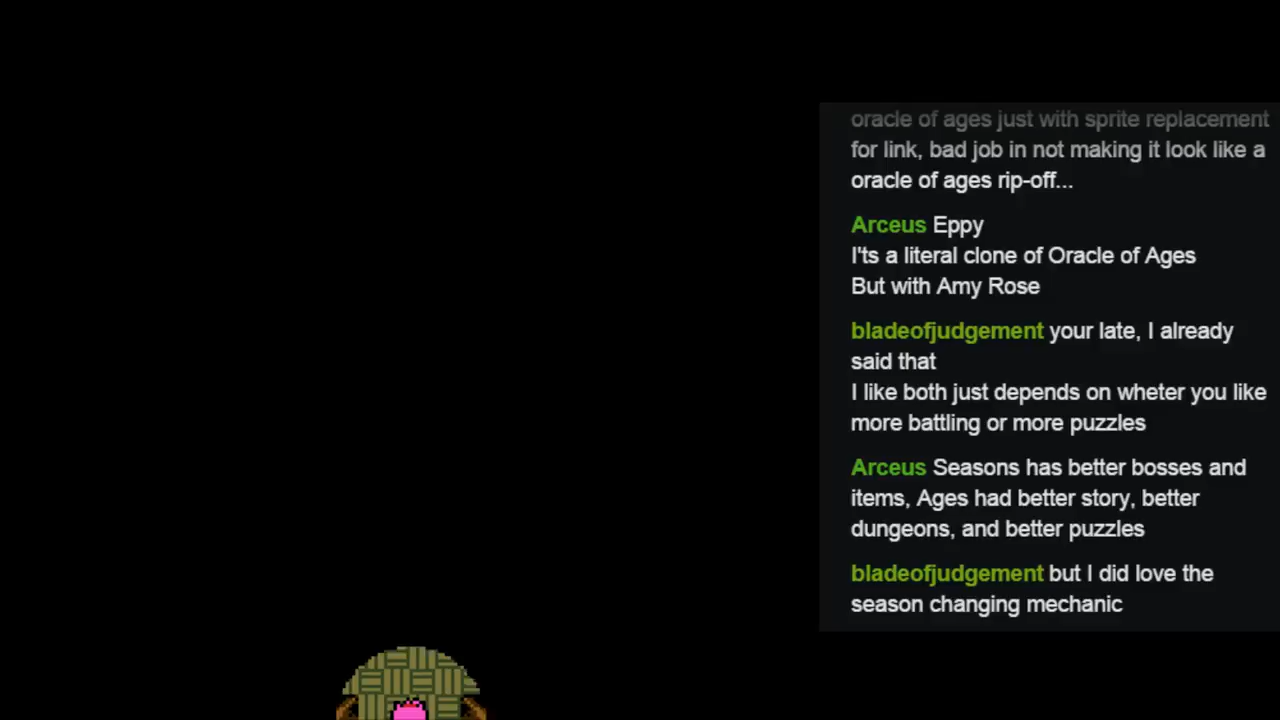 oracle of ages just with sprite replacement
for link, bad job in not making it look like a
oracle of ages rip-off...
Arceus Eppy
I'ts a literal clone of Oracle of Ages
But with Amy Rose
bladeofjudgement your late, I already
said that
I like both just depends on wheter you like
more battling or more puzzles
Arceus Seasons has better bosses and
items, Ages had better story, better
dungeons, and better puzzles
bladeofjudgement but I did love the
season changing mechanic